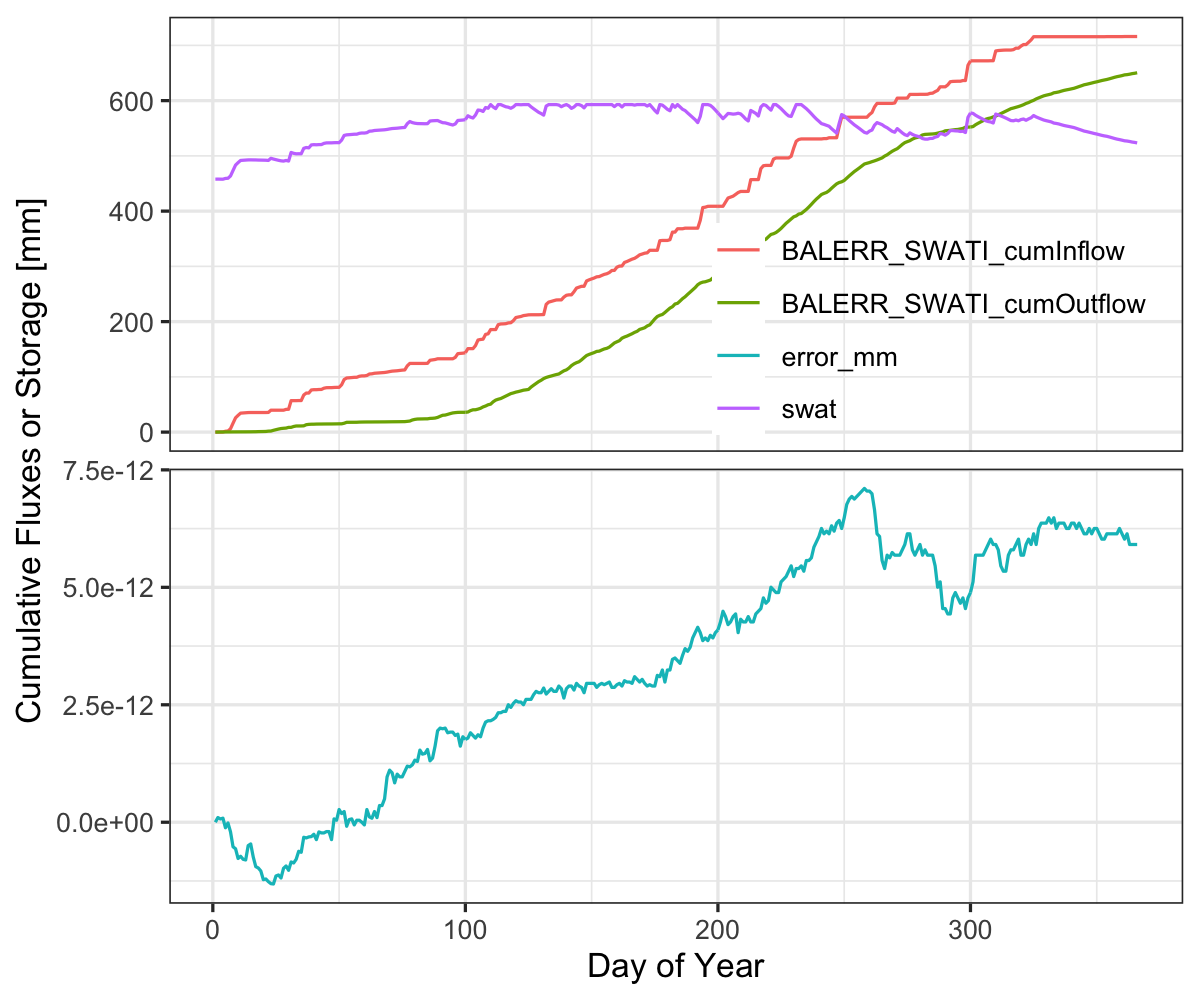 600
400
200
0
BALERR_SWATI_cumInflow
BALERR_SWATI_cumOutflow
error_mm
swat
Cumulative Fluxes or Storage [mm]
7.5e-12
5.0e-12
2.5e-12
0.0e+00
0 100 200 300
Day of Year